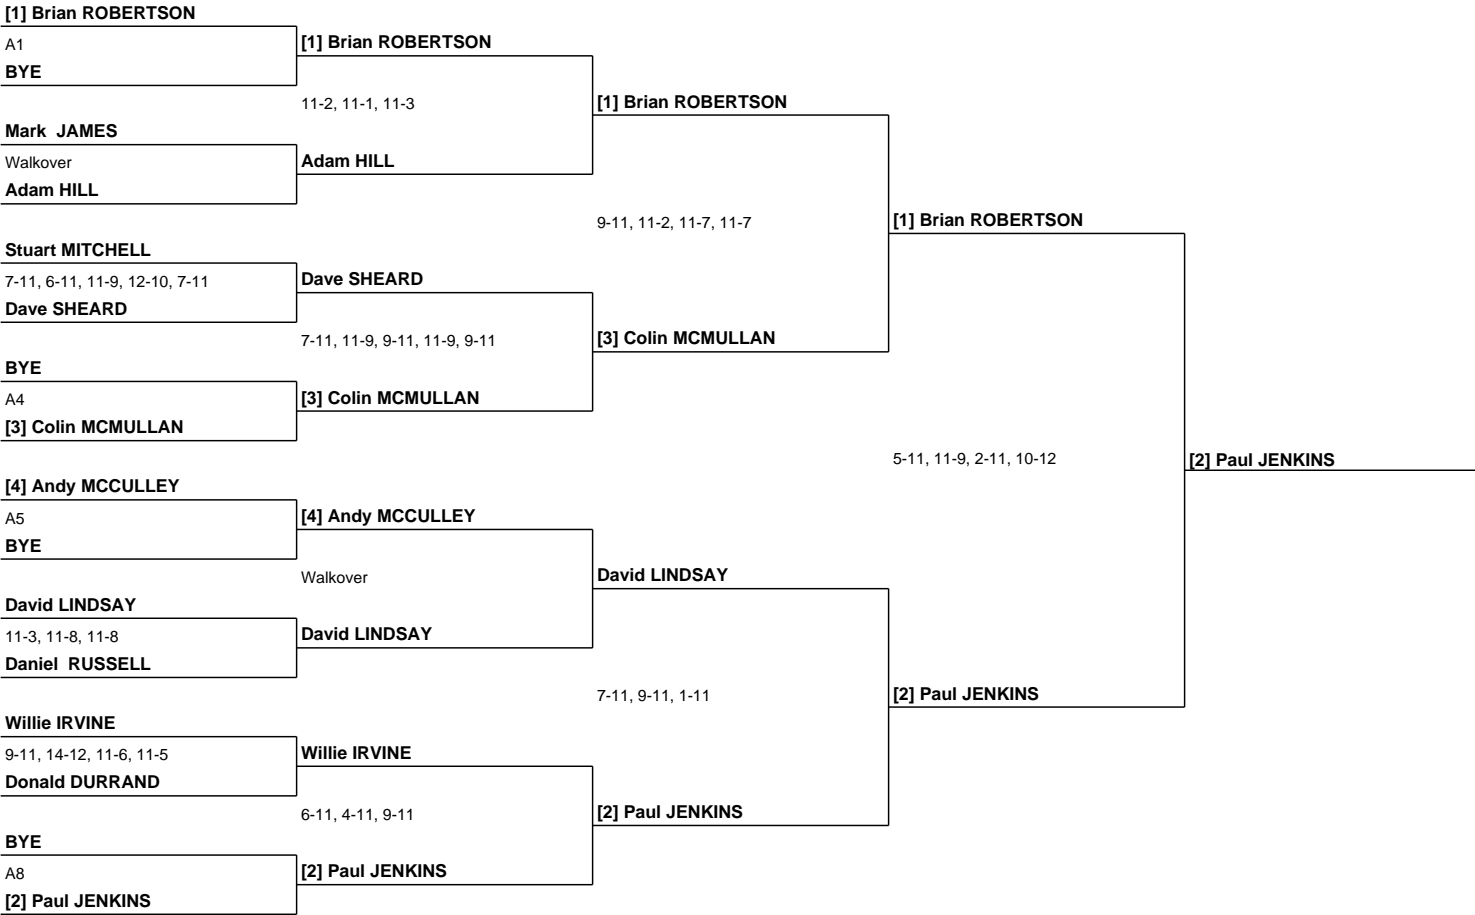 [1] Brian ROBERTSON
A1
BYE
Mark  JAMES
Walkover
Adam HILL
Stuart MITCHELL
7-11, 6-11, 11-9, 12-10, 7-11
Dave SHEARD
BYE
A4
[3] Colin MCMULLAN
[4] Andy MCCULLEY
A5
BYE
David LINDSAY
11-3, 11-8, 11-8
Daniel  RUSSELL
Willie IRVINE
9-11, 14-12, 11-6, 11-5
Donald DURRAND
BYE
A8
[2] Paul JENKINS
[1] Brian ROBERTSON
11-2, 11-1, 11-3
Adam HILL
Dave SHEARD
7-11, 11-9, 9-11, 11-9, 9-11
[3] Colin MCMULLAN
[4] Andy MCCULLEY
Walkover
David LINDSAY
Willie IRVINE
6-11, 4-11, 9-11
[2] Paul JENKINS
[1] Brian ROBERTSON
9-11, 11-2, 11-7, 11-7
[3] Colin MCMULLAN
David LINDSAY
7-11, 9-11, 1-11
[2] Paul JENKINS
[1] Brian ROBERTSON
5-11, 11-9, 2-11, 10-12
[2] Paul JENKINS
[2] Paul JENKINS